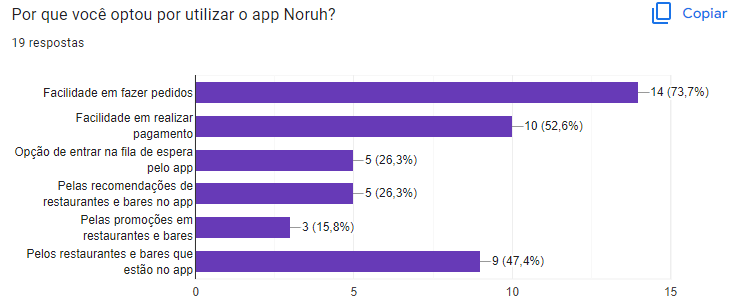 Por que você optou por utilizar o app Noruh?
Copiar
19 respostas
Facilidade em fazer pedidos
14 (73,7%)
Facilidade em realizar
pagamento
10 (52,6%)
Opção de entrar na fila de espera
pelo app
5 (26,3%)
Pelas recomendações de
restaurantes e bares no app
5 (26,3%)
Pelas promoções em
restaurantes e bares
3 (15,8%)
Pelos restaurantes e bares que
estão no app
9 (47,4%)
0
5
10
15